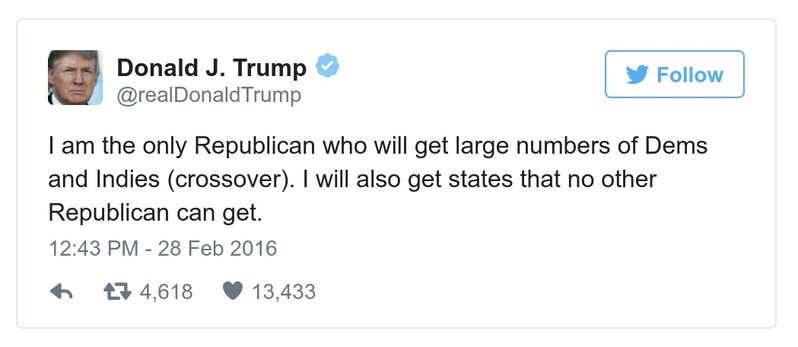 Donald J. Trump
@realDonaldTrump
Follow
I am the only Republican who will get large numbers of Dems
and Indies (crossover). I will also get states that no other
Republican can get.
12:43 PM - 28 Feb 2016
4,618 13,433